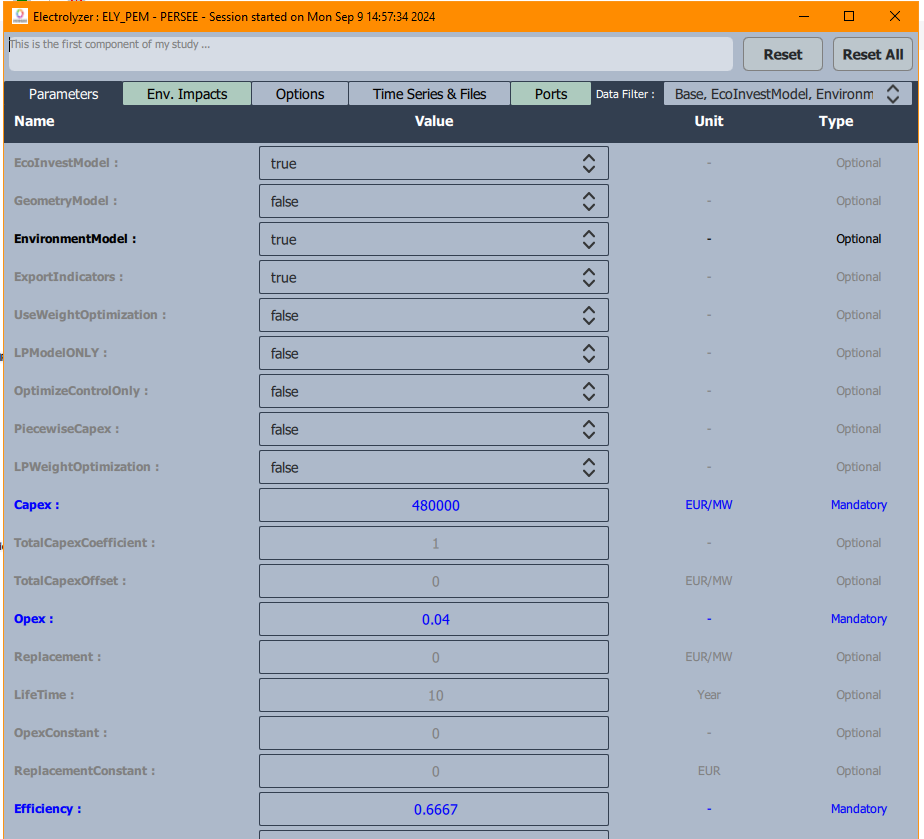 Electrolyzer : ELY_PEM - PERSEE - Session started on Mon Sep 9 14:57:34 2024
This is the first component of my study ...
Reset Reset All
Parameters Env. Impacts Options Time Series & Files Ports Data Filter : Base, EcoInvestModel, Environm
Name Value Unit Type
EcoInvestModel : true - Optional
GeometryModel : false - Optional
EnvironmentModel : true - Optional
ExportIndicators : true - Optional
UseWeightOptimization : false - Optional
LPModelONLY : false - Optional
OptimizeControlOnly : false - Optional
PiecewiseCapex : false - Optional
LPWeightOptimization : false - Optional
Capex : 480000 EUR/MW Mandatory
TotalCapexCoefficient : 1 - Optional
TotalCapexOffset : 0 EUR/MW Optional
Opex : 0.04 - Mandatory
Replacement : 0 EUR/MW Optional
LifeTime : 10 Year Optional
OpexConstant : 0 - Optional
ReplacementConstant : 0 EUR Optional
Efficiency : 0.6667 - Mandatory